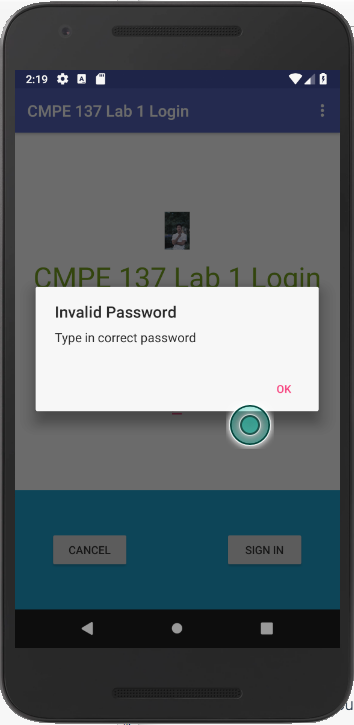 2:19
CMPE 137 Lab 1 Login
CMPE 137 Lab 1 Login
Invalid Password
Type in correct password
OK
CANCEL
SIGN IN